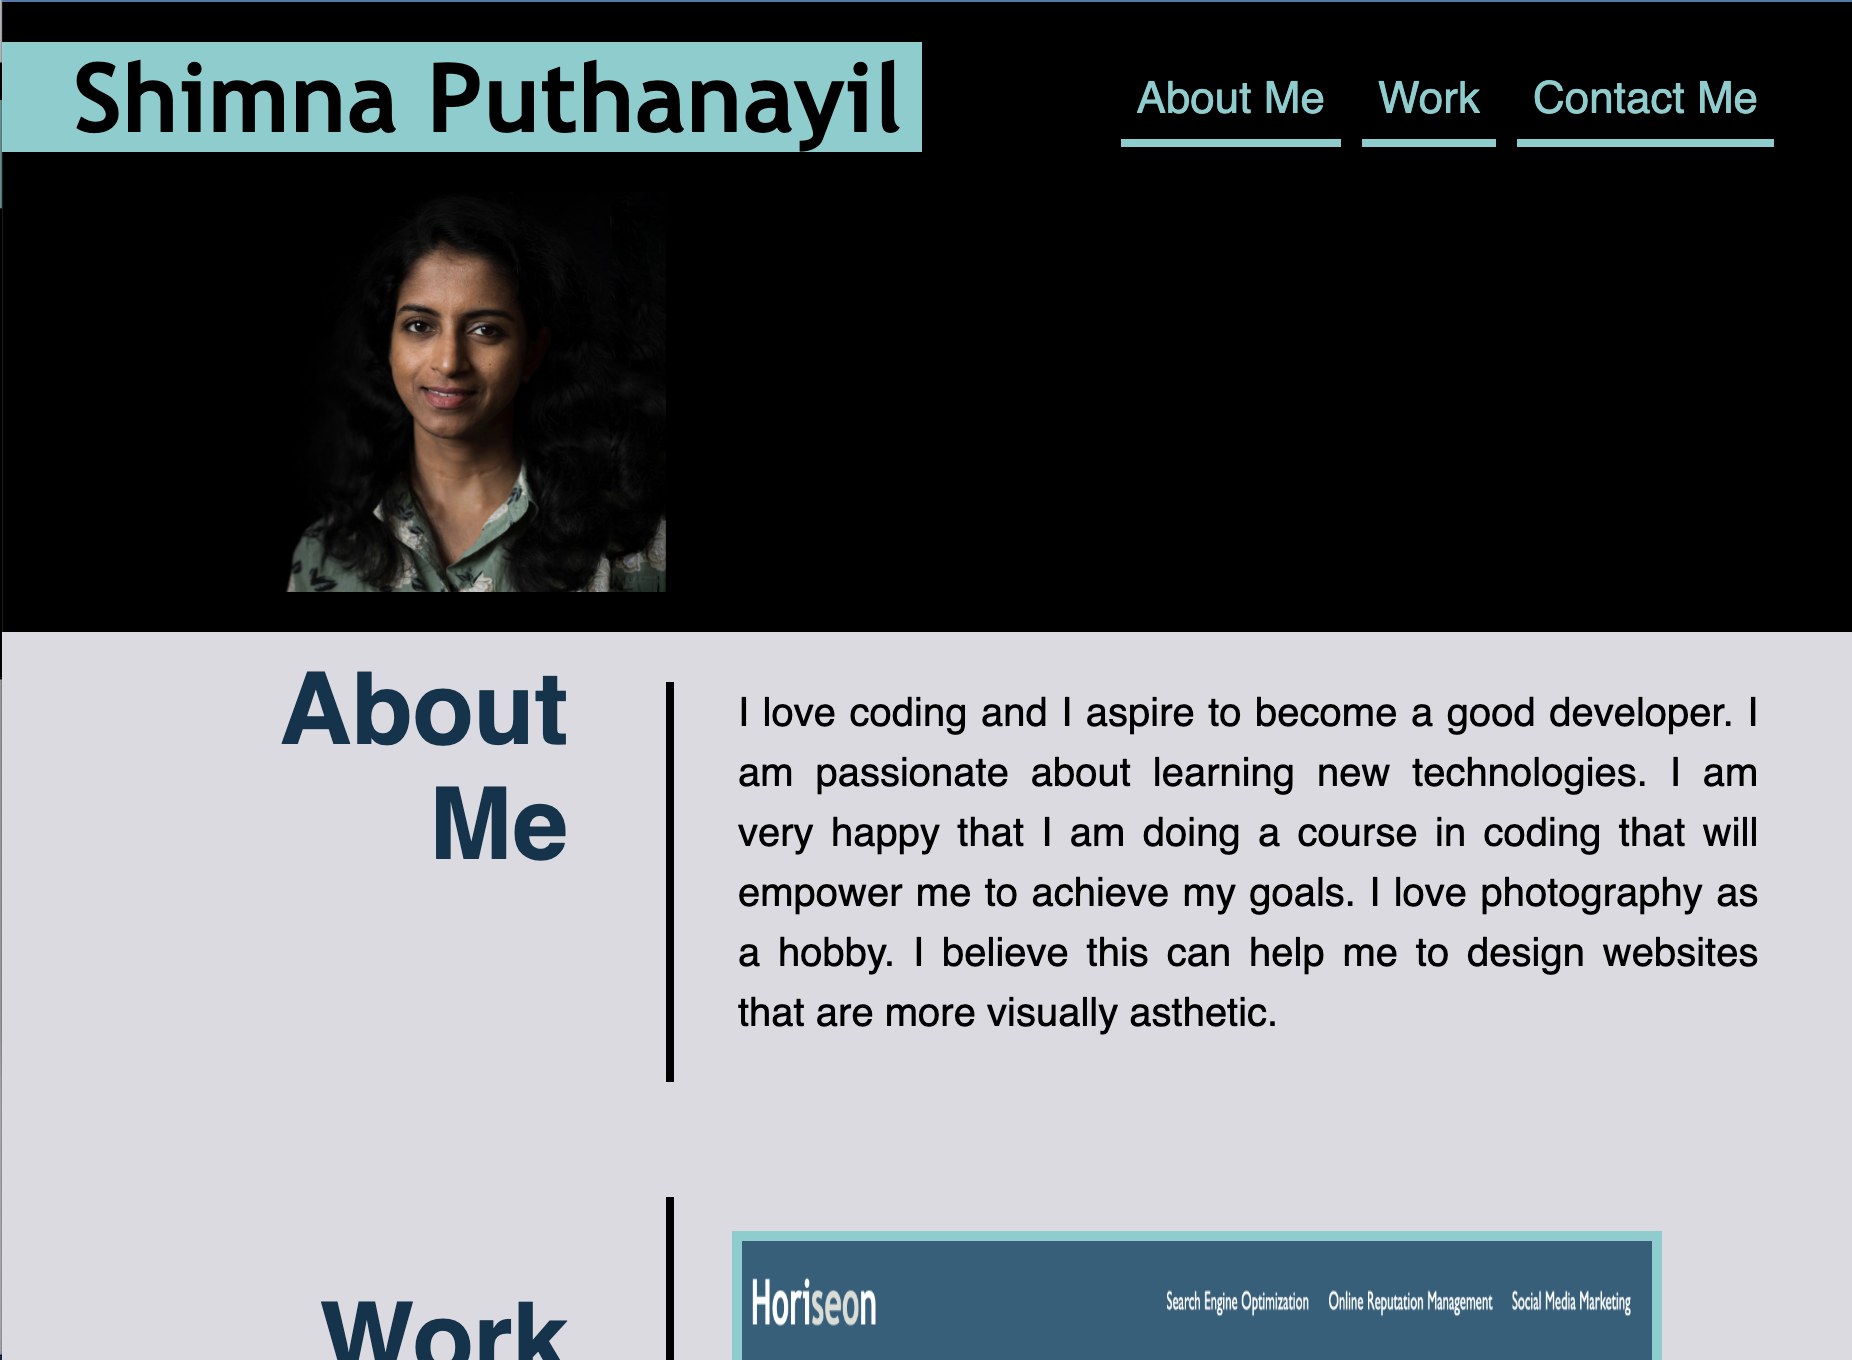 Shimna Puthanayil
About Me Work Contact Me
About
Me
I love coding and I aspire to become a good developer. I
am passionate about learning new technologies. I am
very happy that I am doing a course in coding that will
empower me to achieve my goals. I love photography as
a hobby. I believe this can help me to design websites
that are more visually asthetic.
Work
Horiseon
Search Engine Optimization Online Reputation Management Social Media Marketing